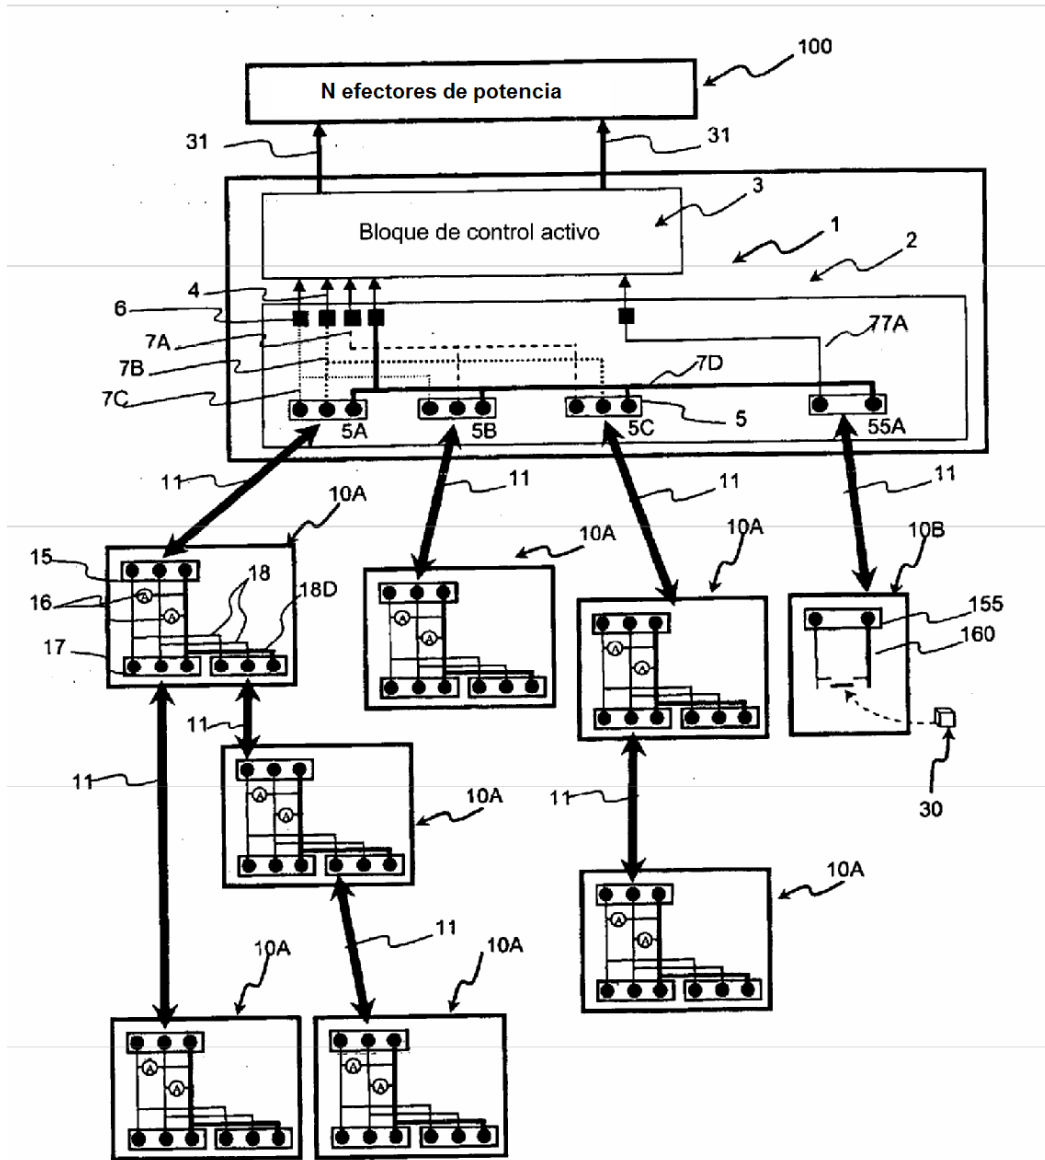 100
N efectores de potencia
31
31
3
Bloque de control activo
1
2
4
6
7A
77A
7B
7D
7C
5A
5B
5C
5
55A
11
11
11
11
10A
10A
10A
10B
15
18
18D
16
A
A
A
A
A
A
155
160
17
11
30
11
11
10A
A
A
10A
A
A
11
10A
10A
A
A
A
A